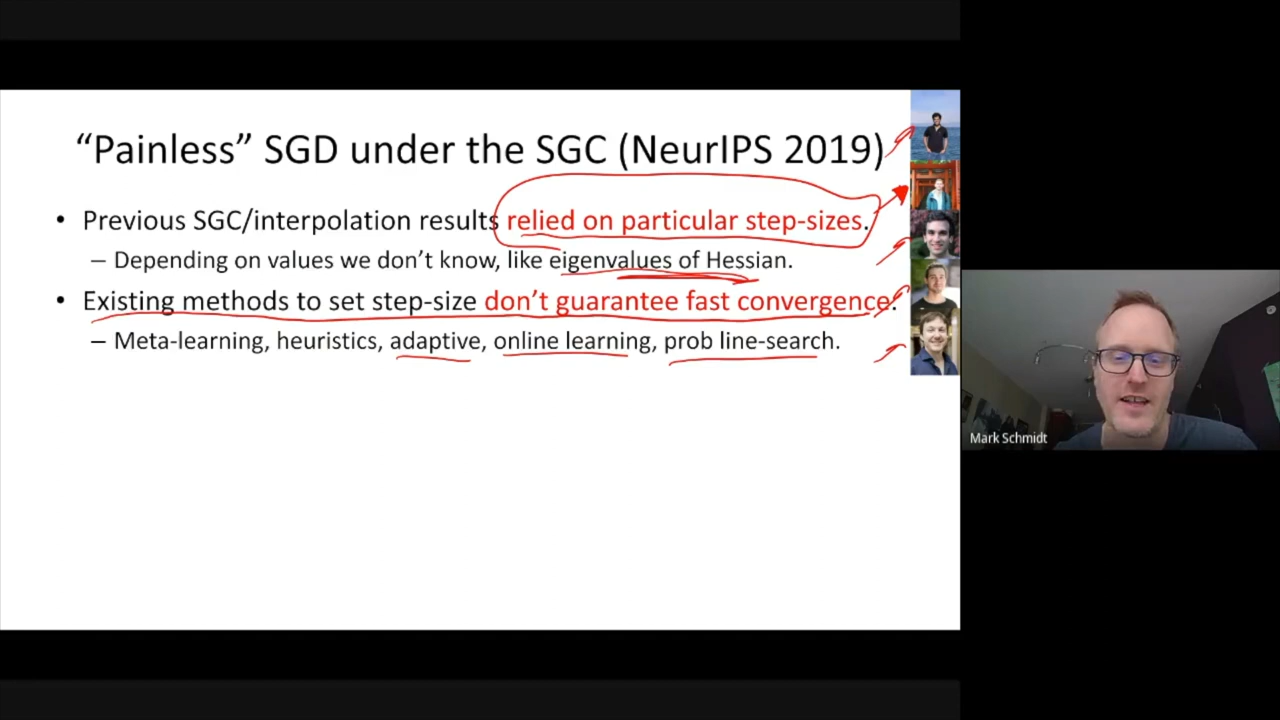 “Painless” SGD under the SGC (NeurIPS 2019)
• Previous SGC/interpolation results relied on particular step-sizes.
– Depending on values we don’t know, like eigenvalues of Hessian.
• Existing methods to set step-size don’t guarantee fast convergence.
– Meta-learning, heuristics, adaptive, online learning, prob line-search.
Mark Schmidt